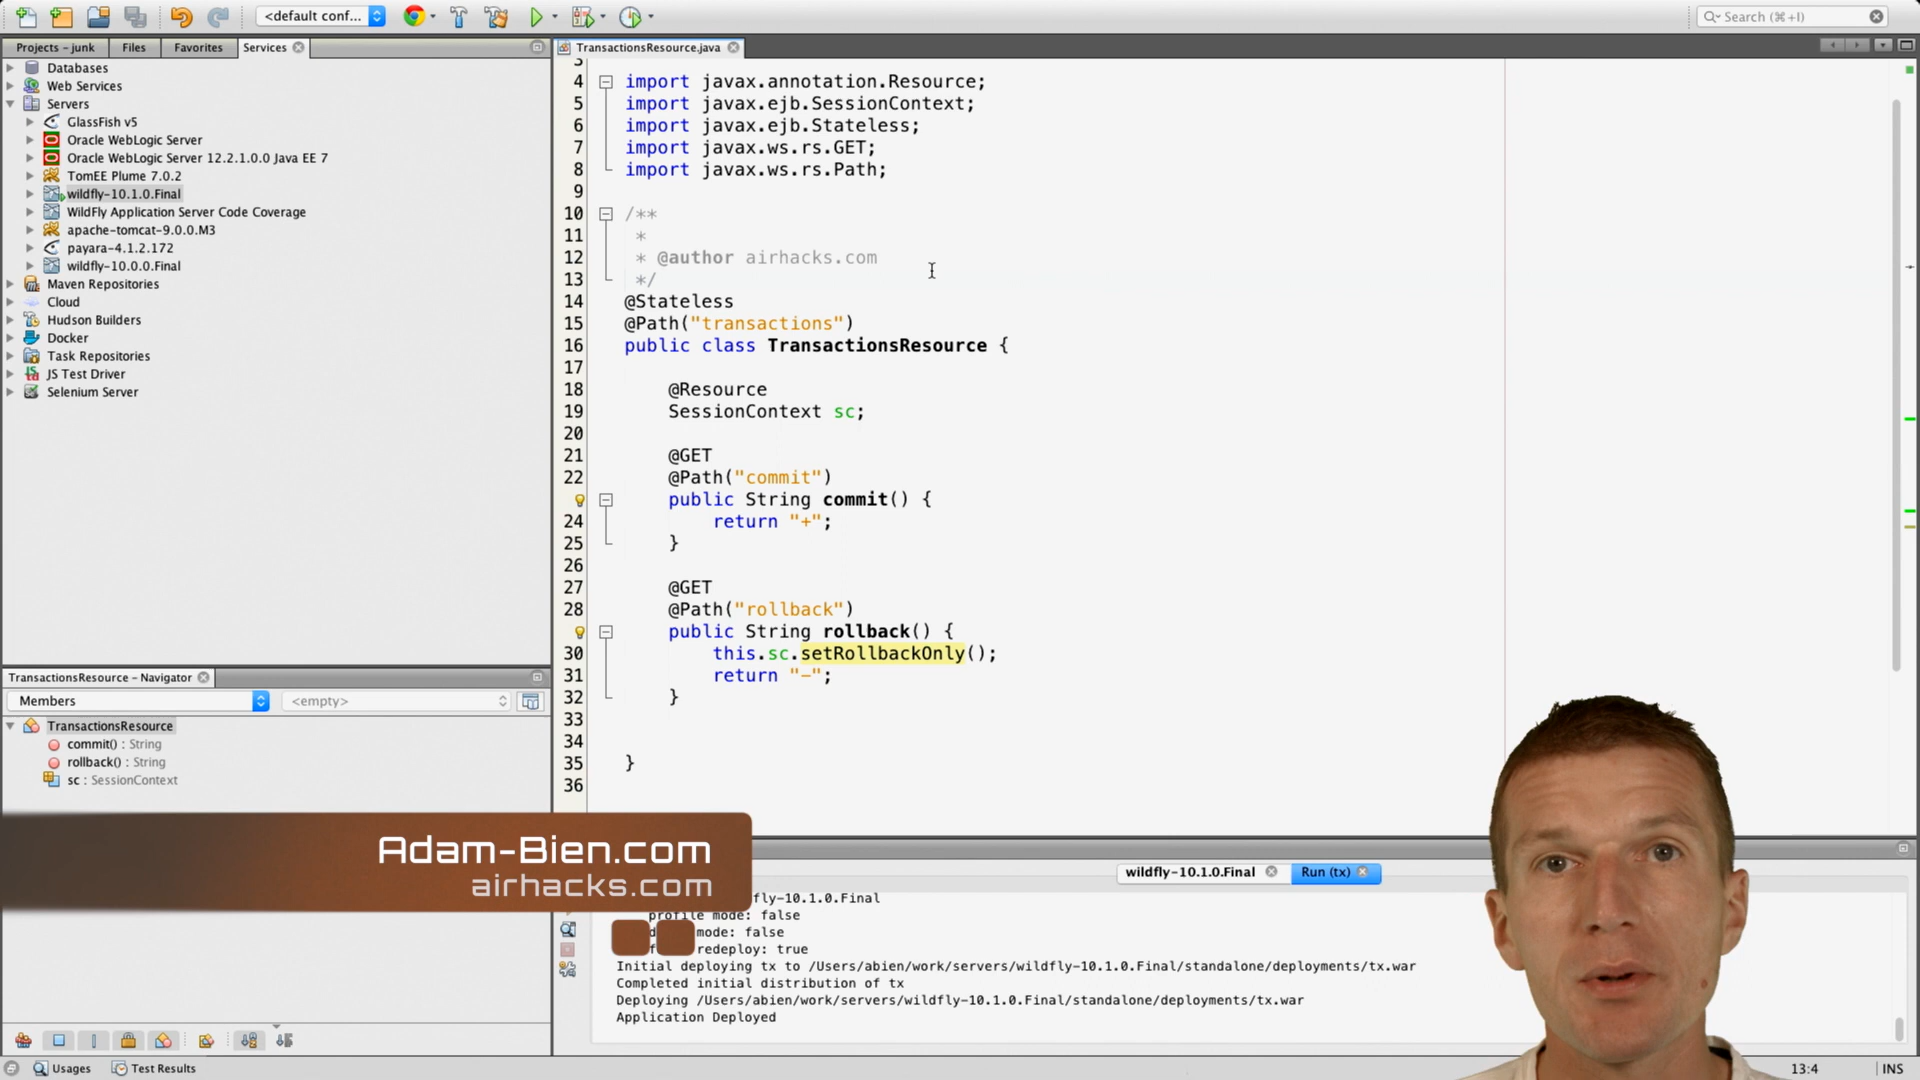 <default conf...
Search (⌘+I)
Projects – junk
Files
Favorites
Services
Databases
Web Services
Servers
GlassFish v5
Oracle WebLogic Server
Oracle WebLogic Server 12.2.1.0.0 Java EE 7
TomEE Plume 7.0.2
wildfly-10.1.0.Final
WildFly Application Server Code Coverage
apache-tomcat-9.0.0.M3
payara-4.1.2.172
wildfly-10.0.0.Final
Maven Repositories
Cloud
Hudson Builders
Docker
Task Repositories
JS Test Driver
Selenium Server
TransactionsResource – Navigator
Members
<empty>
TransactionsResource
commit() : String
rollback() : String
sc : SessionContext
TransactionsResource.java
3
4 import javax.annotation.Resource;
5 import javax.ejb.SessionContext;
6 import javax.ejb.Stateless;
7 import javax.ws.rs.GET;
8 import javax.ws.rs.Path;
9
10 /**
11 *
12 * @author airhacks.com
13 */
14 @Stateless
15 @Path("transactions")
16 public class TransactionsResource {
17
18 @Resource
19 SessionContext sc;
20
21 @GET
22 @Path("commit")
public String commit() {
24 return "+";
25 }
26
27 @GET
28 @Path("rollback")
public String rollback() {
30 this.sc.setRollbackOnly();
31 return "-";
32 }
33
34
35 }
36
Adam-Bien.com
airhacks.com
wildfly-10.1.0.Final
Run (tx)
fly-10.1.0.Final
profile mode: false
mode: false
redeploy: true
Initial deploying tx to /Users/abien/work/servers/wildfly-10.1.0.Final/standalone/deployments/tx.war
Completed initial distribution of tx
Deploying /Users/abien/work/servers/wildfly-10.1.0.Final/standalone/deployments/tx.war
Application Deployed
Usages
Test Results
13:4
INS